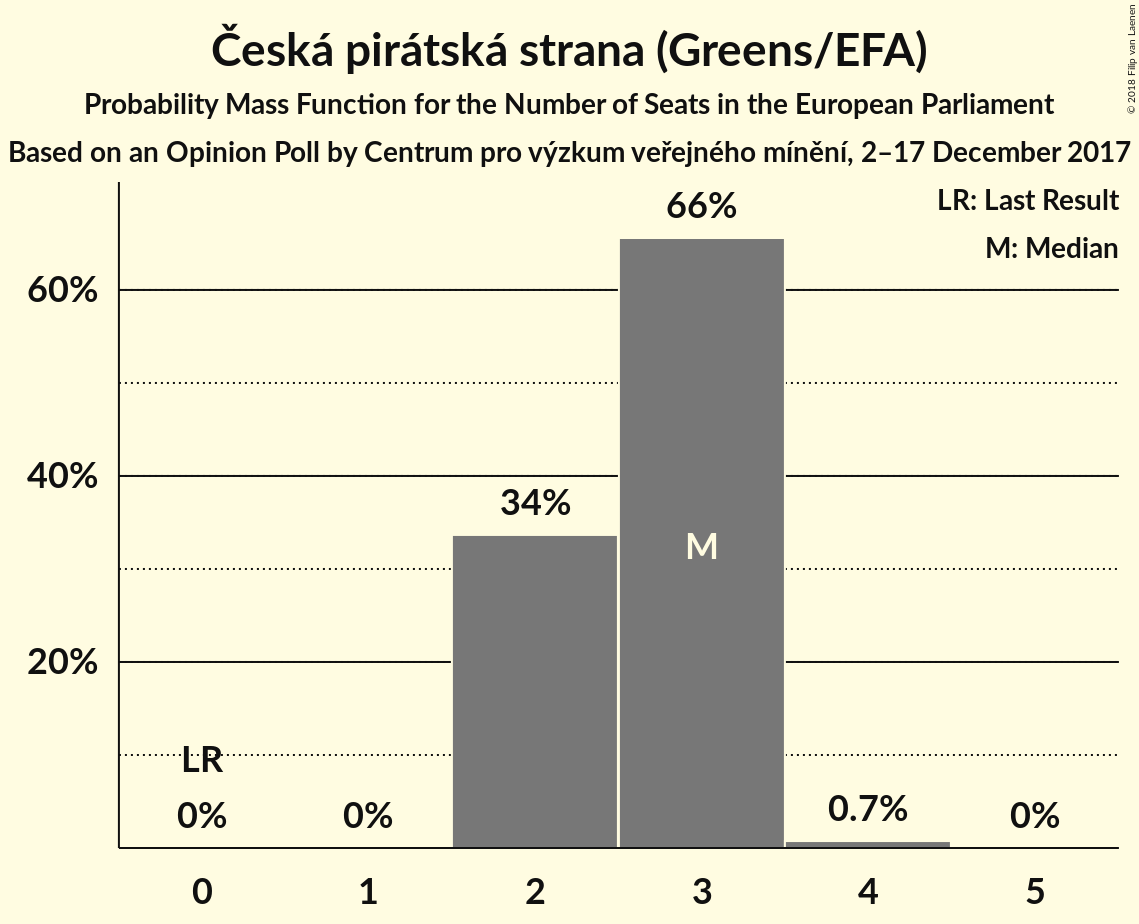 Česká pirátská strana (Greens/EFA)
Probability Mass Function for the Number of Seats in the European Parliament
Based on an Opinion Poll by Centrum pro výzkum veřejného mínění, 2–17 December 2017
© 2018 Filip van Laenen
LR: Last Result
M: Median
66%
60%
40%
34%
M
20%
LR
0%
0%
0.7%
0%
0
1
2
3
4
5